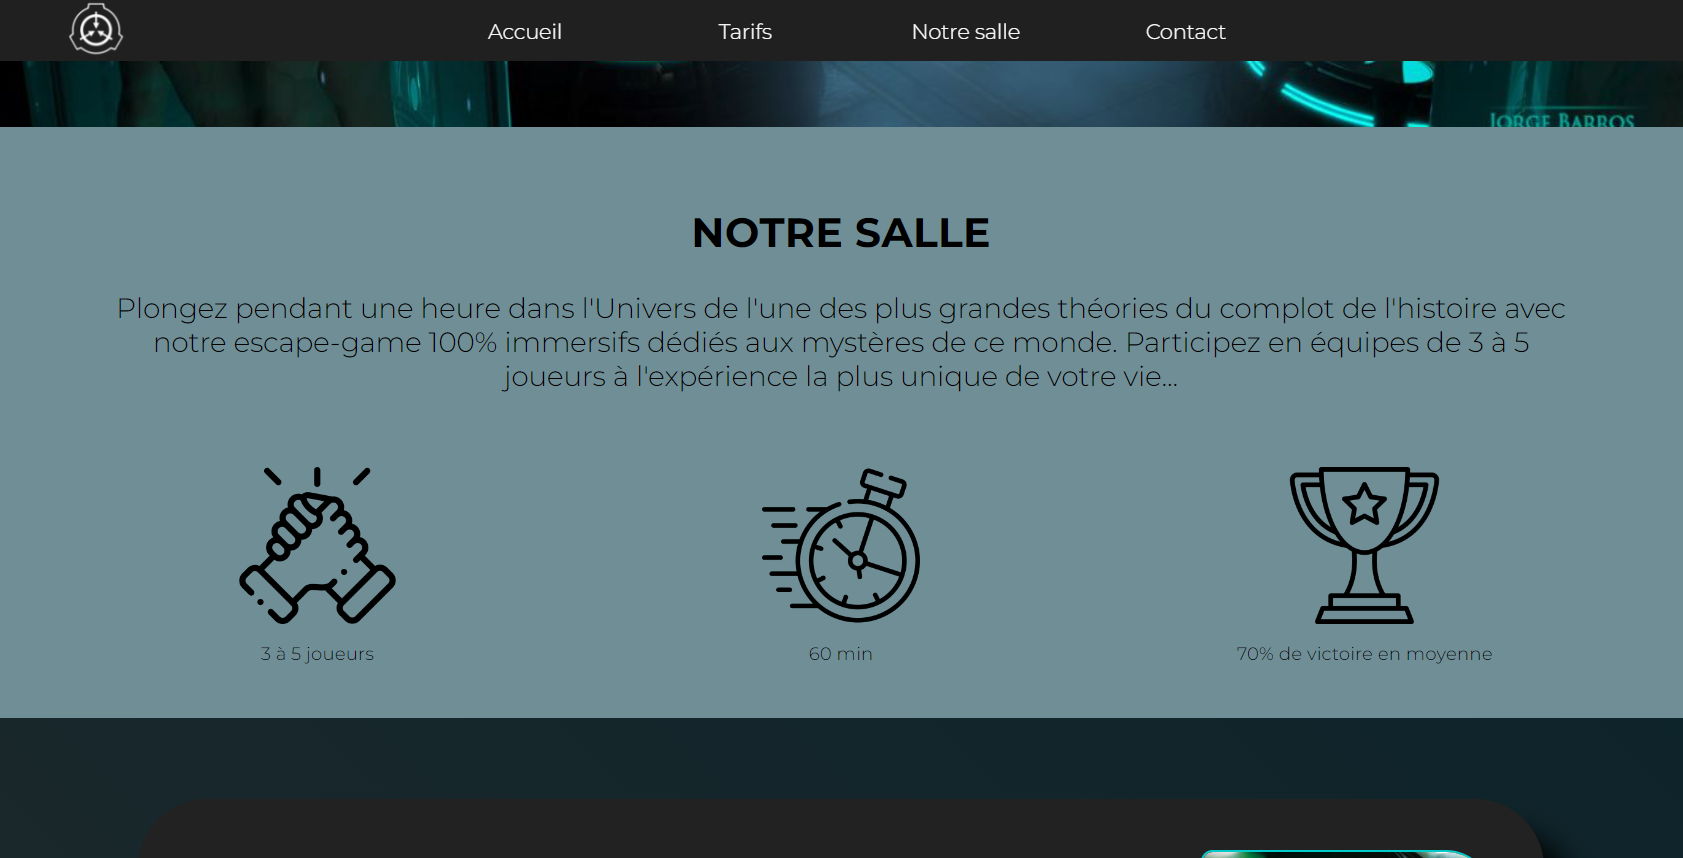 Accueil Tarifs Notre salle Contact
JORGE BARROS
NOTRE SALLE
Plongez pendant une heure dans l'Univers de l'une des plus grandes théories du complot de l'histoire avec
notre escape-game 100% immersifs dédiés aux mystères de ce monde. Participez en équipes de 3 à 5
joueurs à l'expérience la plus unique de votre vie...
3 à 5 joueurs
60 min
70% de victoire en moyenne